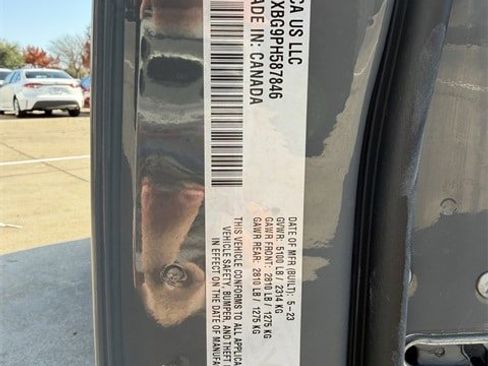 CA US LLC
XBG9PH587846
MADE IN: CANADA
DATE OF MFR (BUILT): 5-23
GVWR: 5100 LB / 2314 KG
GAWR FRONT: 2810 LB / 1275 KG
GAWR REAR: 2810 LB / 1275 KG
THIS VEHICLE CONFORMS TO ALL APPLICA
VEHICLE SAFETY, BUMPER, AND THEFT
IN EFFECT ON THE DATE OF MANUFA